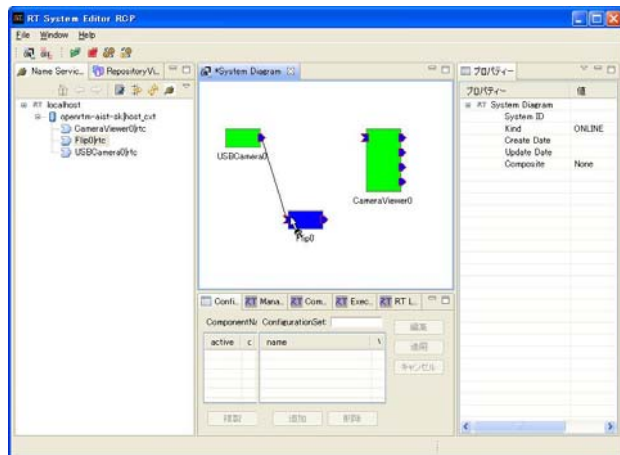 RT System Editor RCP
File Window Help
Name Servic..
RepositoryVi..
RT localhost
openrtm-aist-sk|host_cxt
CameraViewer0|rtc
Flip0|rtc
USBCamera0|rtc
*System Diagram
USBCamera0
CameraViewer0
Flip0
プロパティー
プロパティー 値
RT System Diagram
System ID
Kind ONLINE
Create Date
Update Date
Composite None
Confi.. RT Mana.. RT Com.. RT Exec.. RT RT L..
ComponentNa ConfigurationSet:
編集
active c name
適用
キャンセル
複製 追加 削除